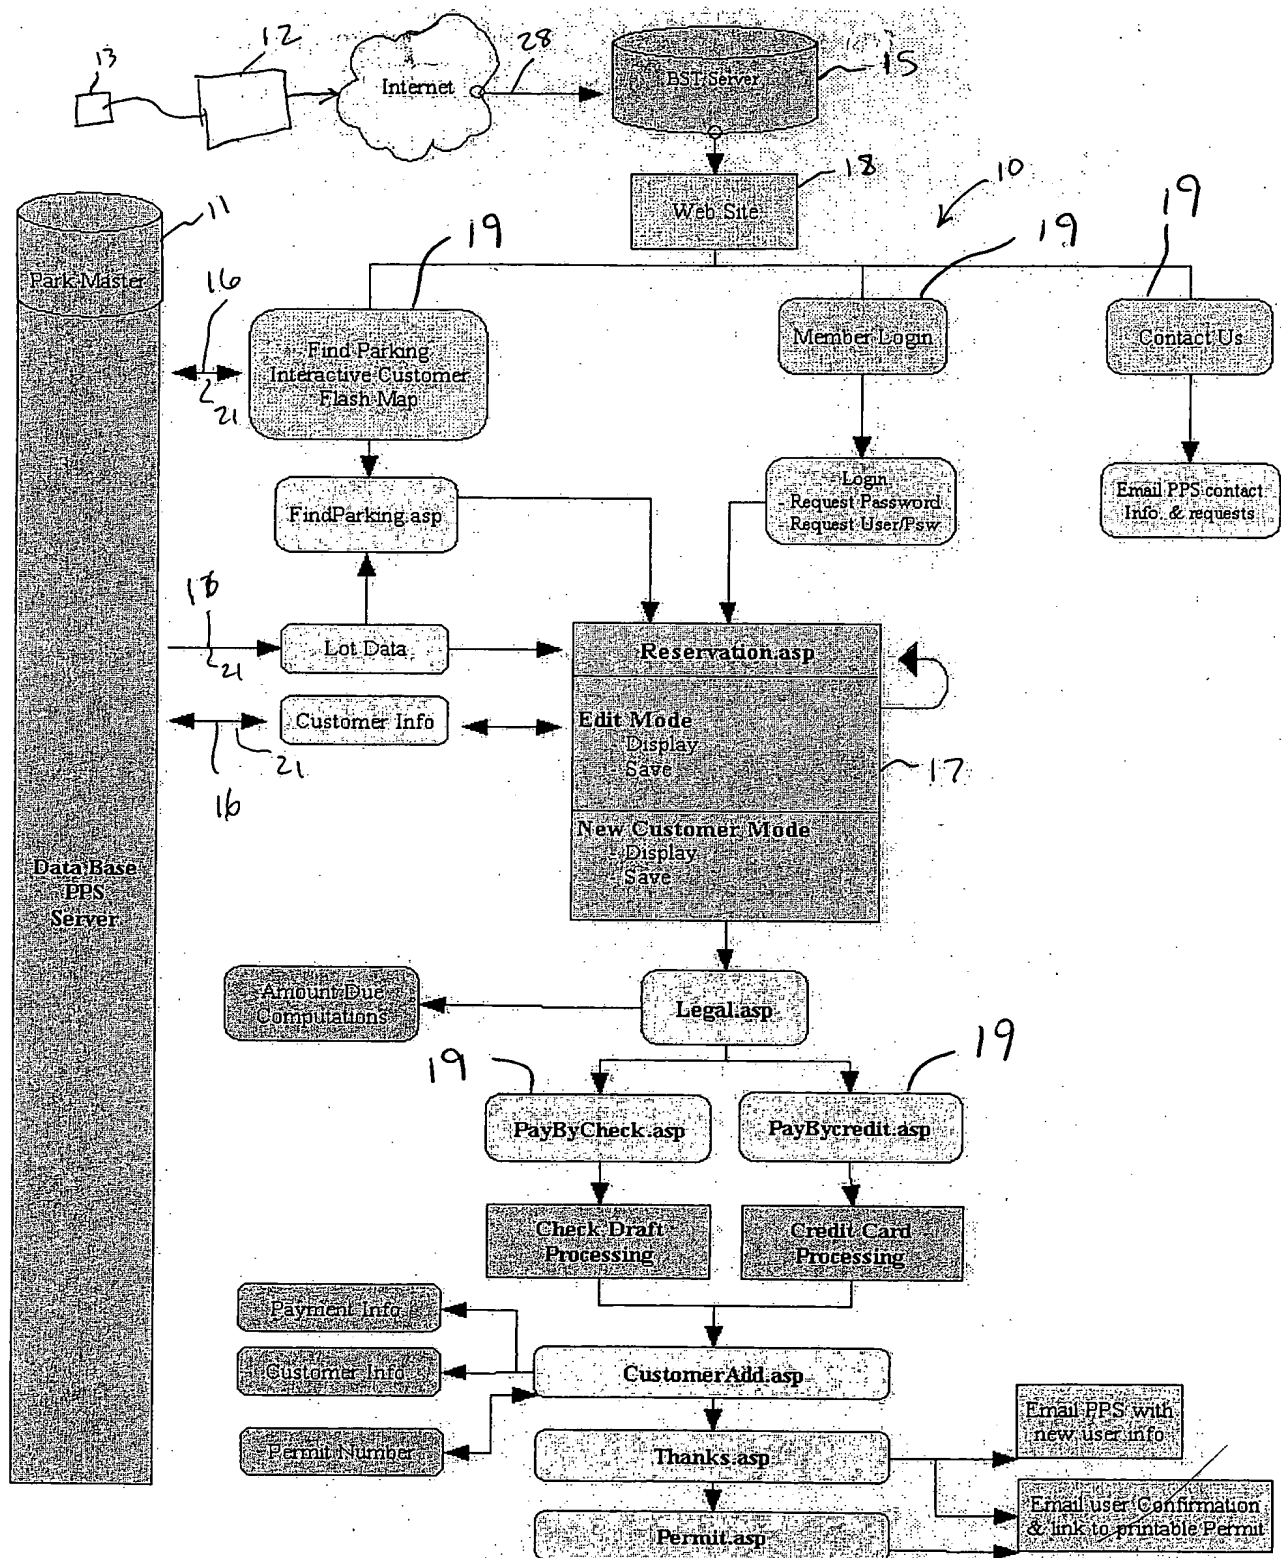 13
12
Internet
28
BST Server
15
18
Web Site
10
11
19
19
19
Park Master
16
21
Find Parking
Interactive Customer
Flash Map
Member Login
Contact Us
FindParking.asp
- Login
- Request Password
- Request User/Psw
Email PPS contact
Info. & requests
18
21
Lot Data
Reservation.asp
Customer Info
16
21
Edit Mode
- Display
- Save
17
New Customer Mode
- Display
- Save
Data Base
PPS
Server
Amount Due
Computations
Legal.asp
19
19
PayByCheck.asp
PayBycredit.asp
Check Draft
Processing
Credit Card
Processing
Payment Info
Customer Info
CustomerAdd.asp
Permit Number
Thanks.asp
Email PPS with
new user info
Permit.asp
Email user Confirmation
& link to printable Permit